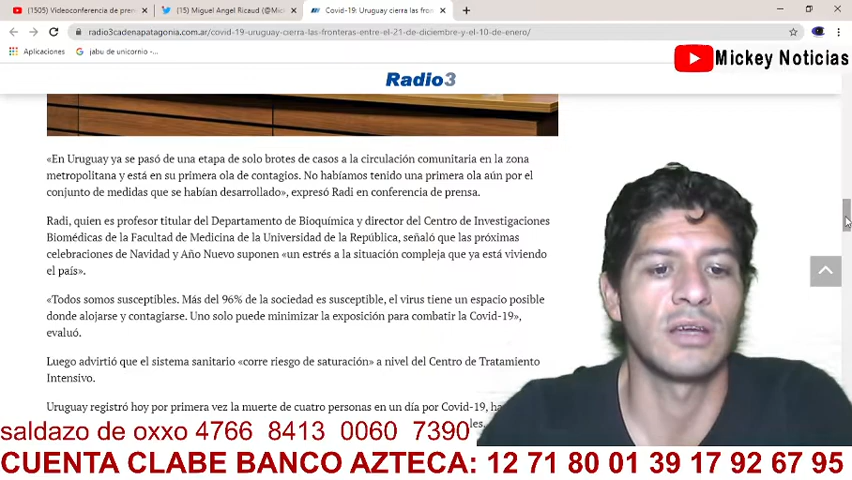 (1505) Videoconferencia de pren
(15) Miguel Angel Ricaud (@Mic
Covid-19: Uruguay cierra las fron
radio3cadenapatagonia.com.ar/covid-19-uruguay-cierra-las-fronteras-entre-el-21-de-diciembre-y-el-10-de-enero/
Aplicaciones
jabu de unicornio -...
Mickey Noticias
Radio3
«En Uruguay ya se pasó de una etapa de solo brotes de casos a la circulación comunitaria en la zona
metropolitana y está en su primera ola de contagios. No habíamos tenido una primera ola aún por el
conjunto de medidas que se habían desarrollado», expresó Radi en conferencia de prensa.
Radi, quien es profesor titular del Departamento de Bioquímica y director del Centro de Investigaciones
Biomédicas de la Facultad de Medicina de la Universidad de la República, señaló que las próximas
celebraciones de Navidad y Año Nuevo suponen «un estrés a la situación compleja que ya está viviendo
el país».
«Todos somos susceptibles. Más del 96% de la sociedad es susceptible, el virus tiene un espacio posible
donde alojarse y contagiarse. Uno solo puede minimizar la exposición para combatir la Covid-19»,
evaluó.
Luego advirtió que el sistema sanitario «corre riesgo de saturación» a nivel del Centro de Tratamiento
Intensivo.
Uruguay registró hoy por primera vez la muerte de cuatro personas en un día por Covid-19, ha
les.
saldazo de oxxo 4766 8413 0060 7390
CUENTA CLABE BANCO AZTECA: 12 71 80 01 39 17 92 67 95